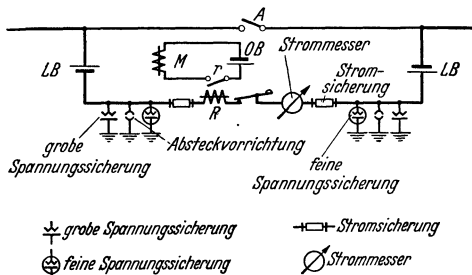 A
LB
M
r
OB
Strommesser
Strom-
sicherung
LB
R
grobe
Spannungssicherung
Absteckvorrichtung
feine
Spannungssicherung
grobe Spannungssicherung
Stromsicherung
feine Spannungssicherung
Strommesser